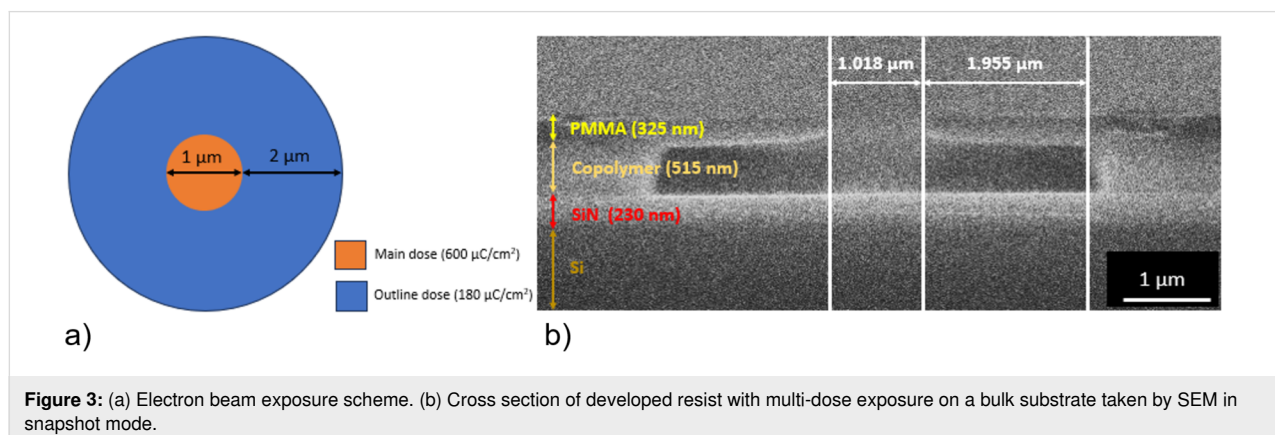 1 μm
2 μm
Main dose (600 μC/cm²)
Outline dose (180 μC/cm²)
a)
1.018 μm
1.955 μm
PMMA (325 nm)
Copolymer (515 nm)
SiN (230 nm)
Si
1 μm
b)
Figure 3: (a) Electron beam exposure scheme. (b) Cross section of developed resist with multi-dose exposure on a bulk substrate taken by SEM in
snapshot mode.